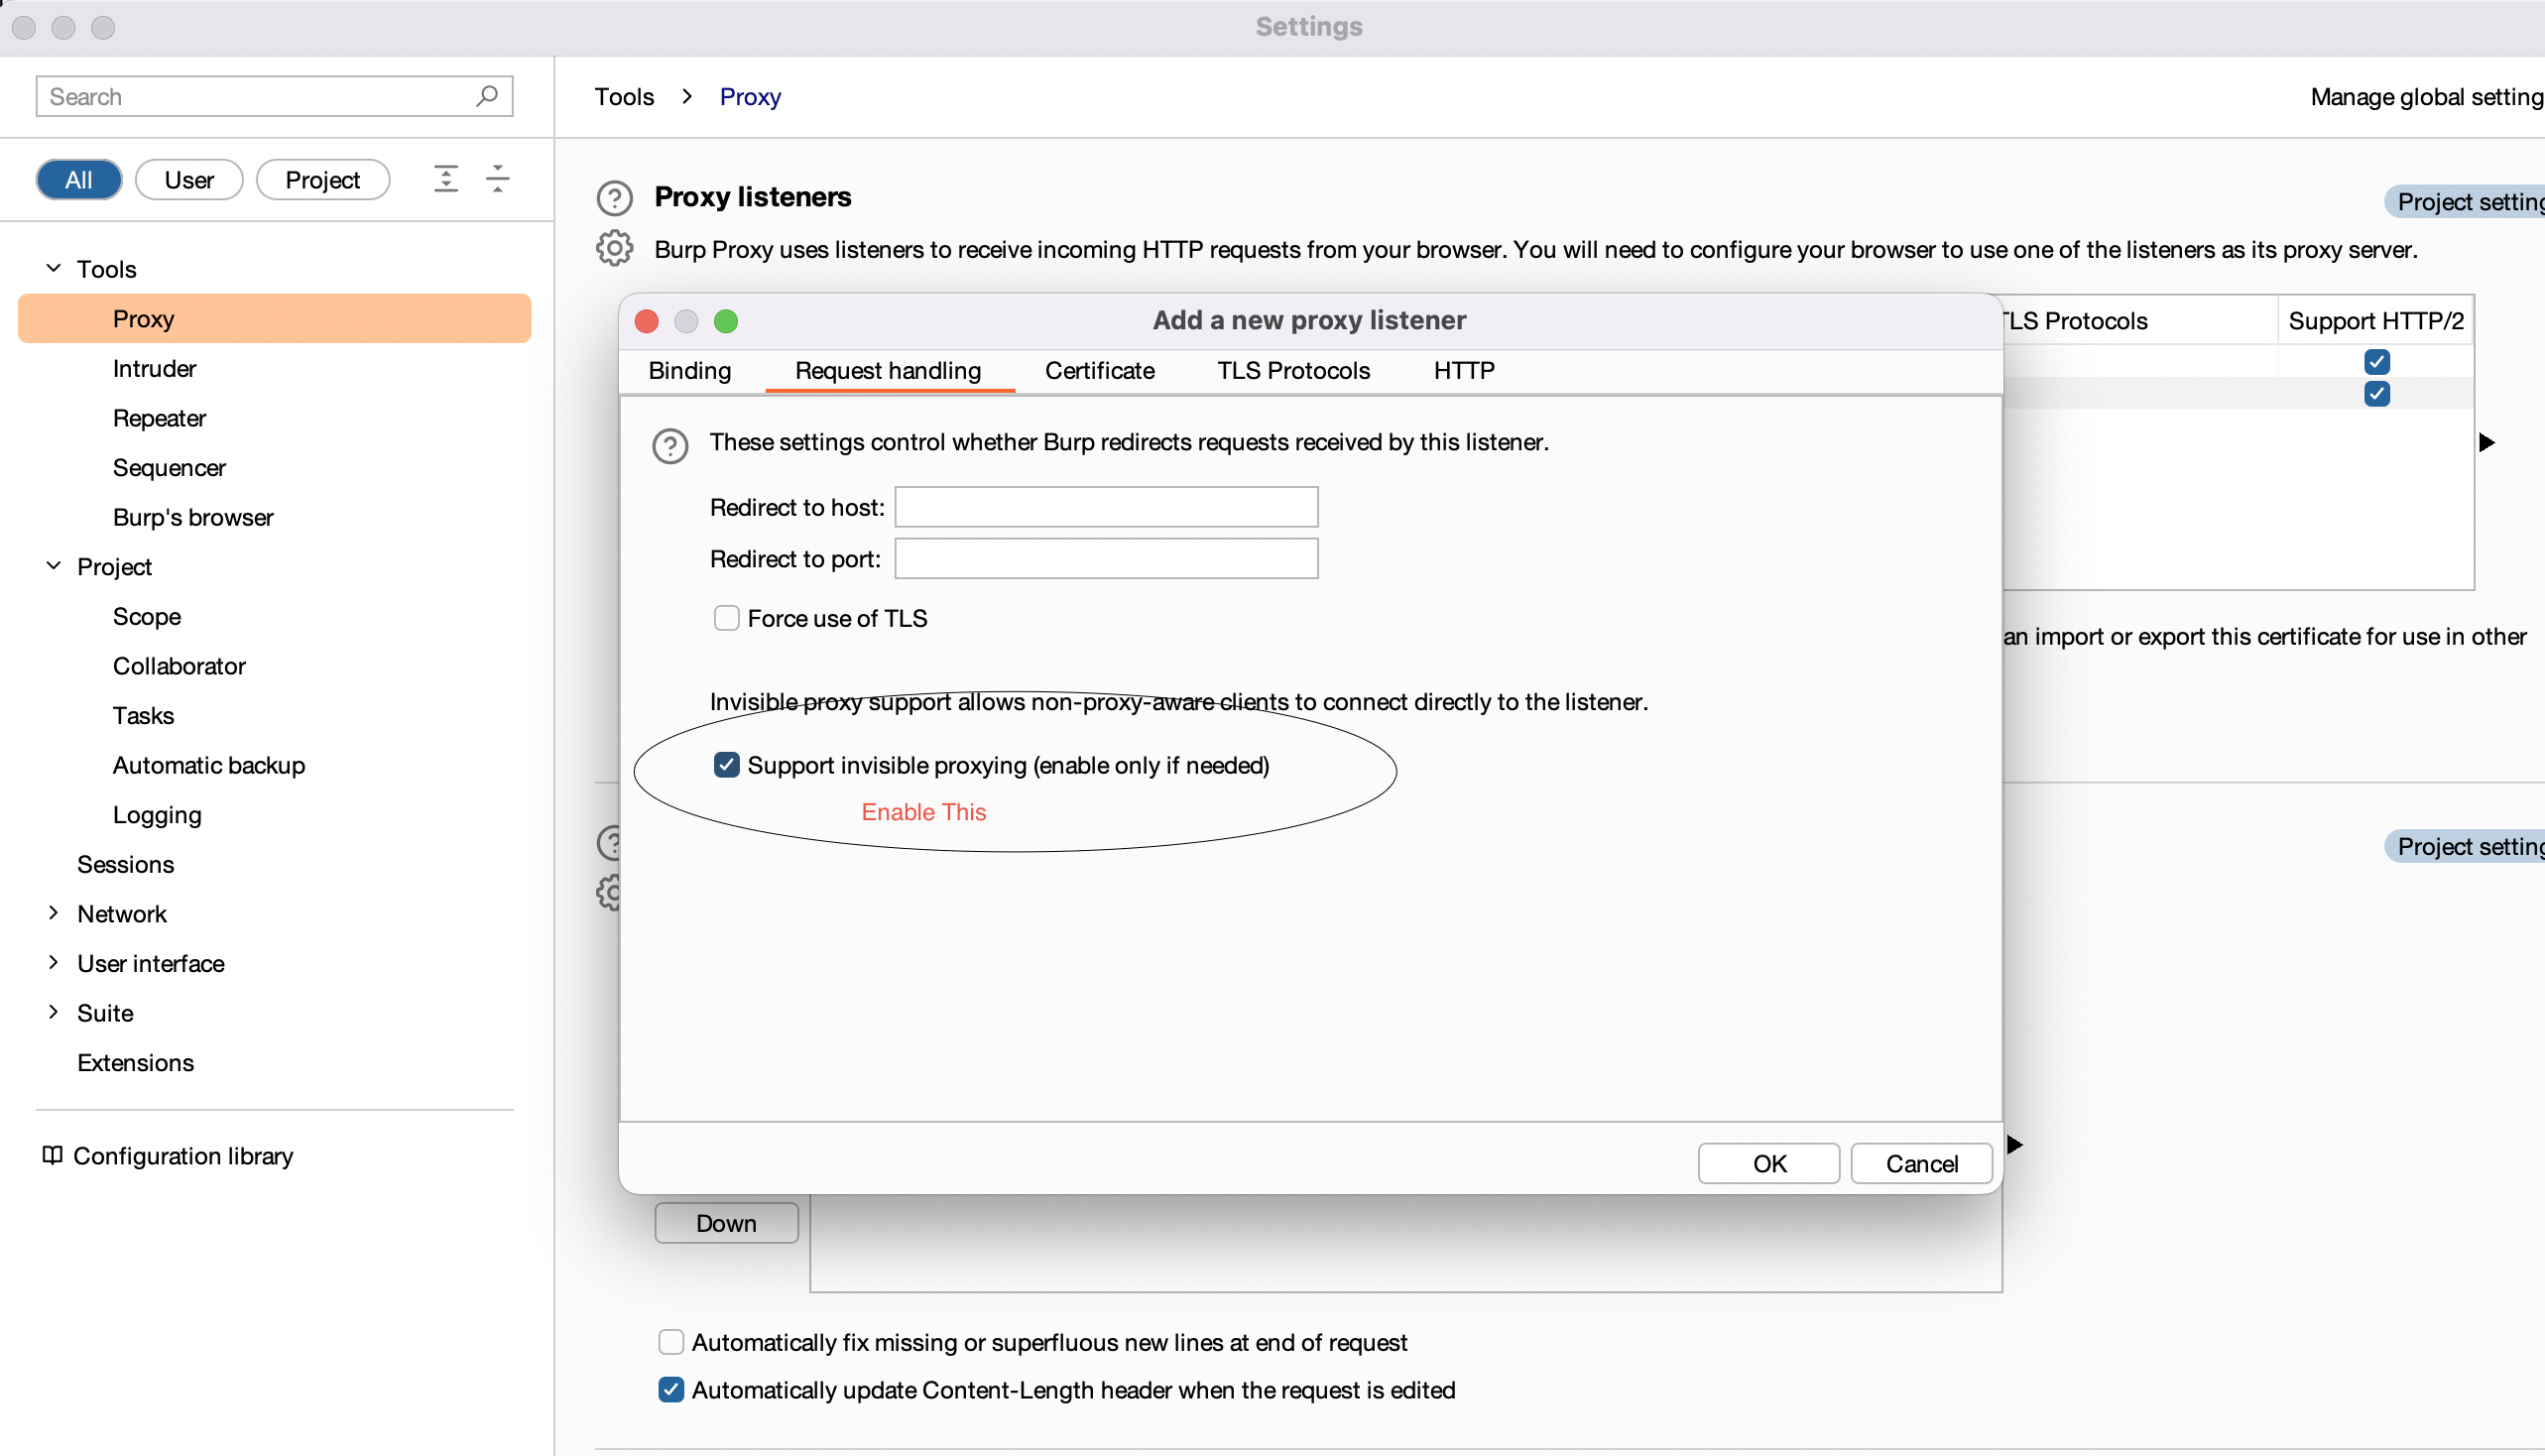 Settings
Search
Tools > Proxy
Manage global setting
All
User
Project
Tools
Proxy
Intruder
Repeater
Sequencer
Burp's browser
Project
Scope
Collaborator
Tasks
Automatic backup
Logging
Sessions
Network
User interface
Suite
Extensions
Configuration library
Proxy listeners
Project setting
Burp Proxy uses listeners to receive incoming HTTP requests from your browser. You will need to configure your browser to use one of the listeners as its proxy server.
TLS Protocols
Support HTTP/2
Add a new proxy listener
Binding
Request handling
Certificate
TLS Protocols
HTTP
These settings control whether Burp redirects requests received by this listener.
Redirect to host:
Redirect to port:
Force use of TLS
Invisible proxy support allows non-proxy-aware clients to connect directly to the listener.
Support invisible proxying (enable only if needed)
Enable This
OK
Cancel
an import or export this certificate for use in other
Project setting
Down
Automatically fix missing or superfluous new lines at end of request
Automatically update Content-Length header when the request is edited